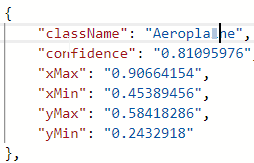 {
"className": "Aeroplane",
"confidence": "0.81095976",
"xMax": "0.90664154",
"xMin": "0.45389456",
"yMax": "0.58418286",
"yMin": "0.2432918"
},